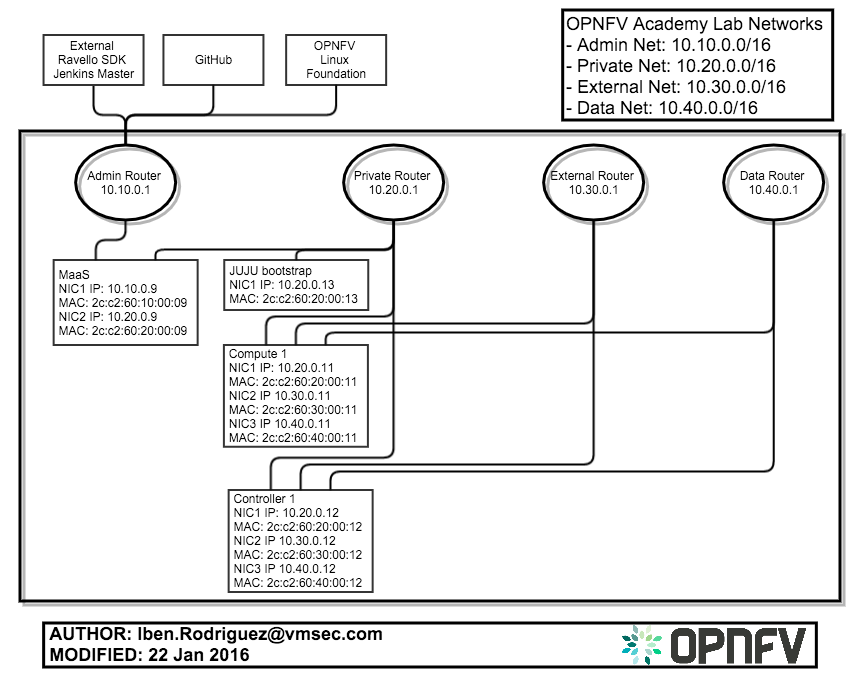 External
Ravello SDK
Jenkins Master
GitHub
OPNFV
Linux
Foundation
OPNFV Academy Lab Networks
- Admin Net: 10.10.0.0/16
- Private Net: 10.20.0.0/16
- External Net: 10.30.0.0/16
- Data Net: 10.40.0.0/16
Admin Router
10.10.0.1
Private Router
10.20.0.1
External Router
10.30.0.1
Data Router
10.40.0.1
MaaS
NIC1 IP: 10.10.0.9
MAC: 2c:c2:60:10:00:09
NIC2 IP: 10.20.0.9
MAC: 2c:c2:60:20:00:09
JUJU bootstrap
NIC1 IP: 10.20.0.13
MAC: 2c:c2:60:20:00:13
Compute 1
NIC1 IP: 10.20.0.11
MAC: 2c:c2:60:20:00:11
NIC2 IP 10.30.0.11
MAC: 2c:c2:60:30:00:11
NIC3 IP 10.40.0.11
MAC: 2c:c2:60:40:00:11
Controller 1
NIC1 IP: 10.20.0.12
MAC: 2c:c2:60:20:00:12
NIC2 IP 10.30.0.12
MAC: 2c:c2:60:30:00:12
NIC3 IP 10.40.0.12
MAC: 2c:c2:60:40:00:12
AUTHOR: Iben.Rodriguez@vmsec.com
MODIFIED: 22 Jan 2016
OPNFV